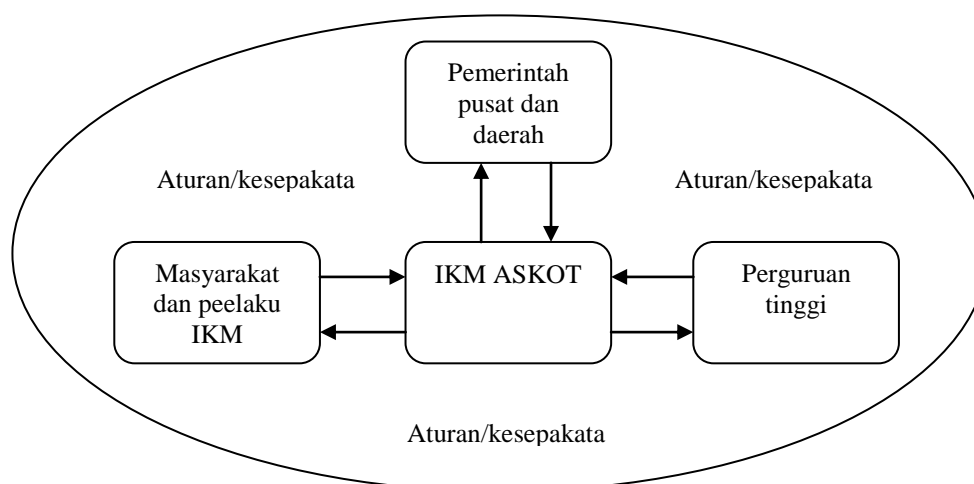 Pemerintah
pusat dan
daerah
Aturan/kesepakata
Aturan/kesepakata
Masyarakat
dan peelaku
IKM
IKM ASKOT
Perguruan
tinggi
Aturan/kesepakata